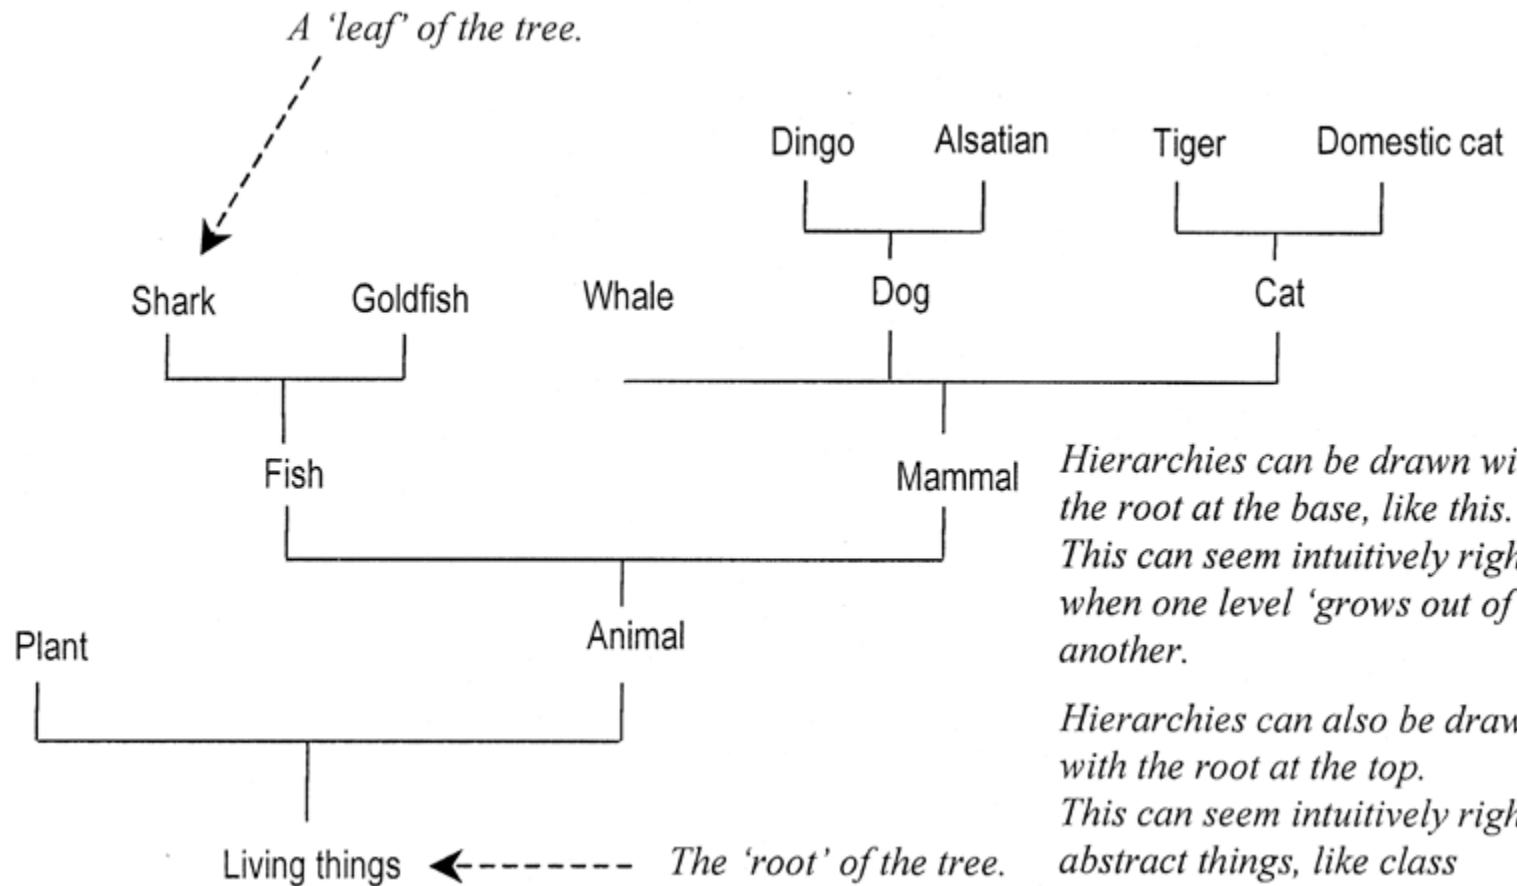 A ‘leaf’ of the tree.
Dingo Alsatian Tiger Domestic cat
Shark Goldfish Whale Dog Cat
Fish Mammal
Hierarchies can be drawn wi
the root at the base, like this.
This can seem intuitively righ
when one level ‘grows out of
another.
Plant Animal
Hierarchies can also be draw
with the root at the top.
This can seem intuitively righ
abstract things, like class
Living things The ‘root’ of the tree.